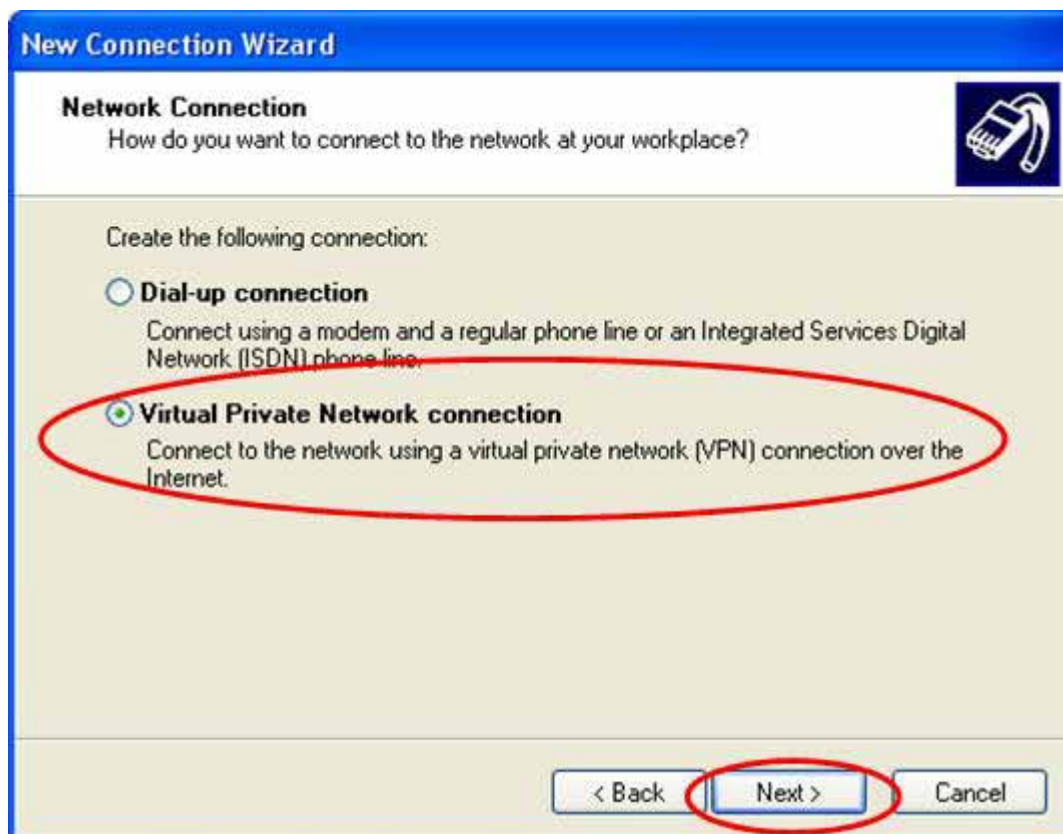 New Connection Wizard
Network Connection
How do you want to connect to the network at your workplace?
Create the following connection:
Dial-up connection
Connect using a modem and a regular phone line or an Integrated Services Digital
Network (ISDN) phone line.
Virtual Private Network connection
Connect to the network using a virtual private network (VPN) connection over the
Internet.
< Back Next > Cancel